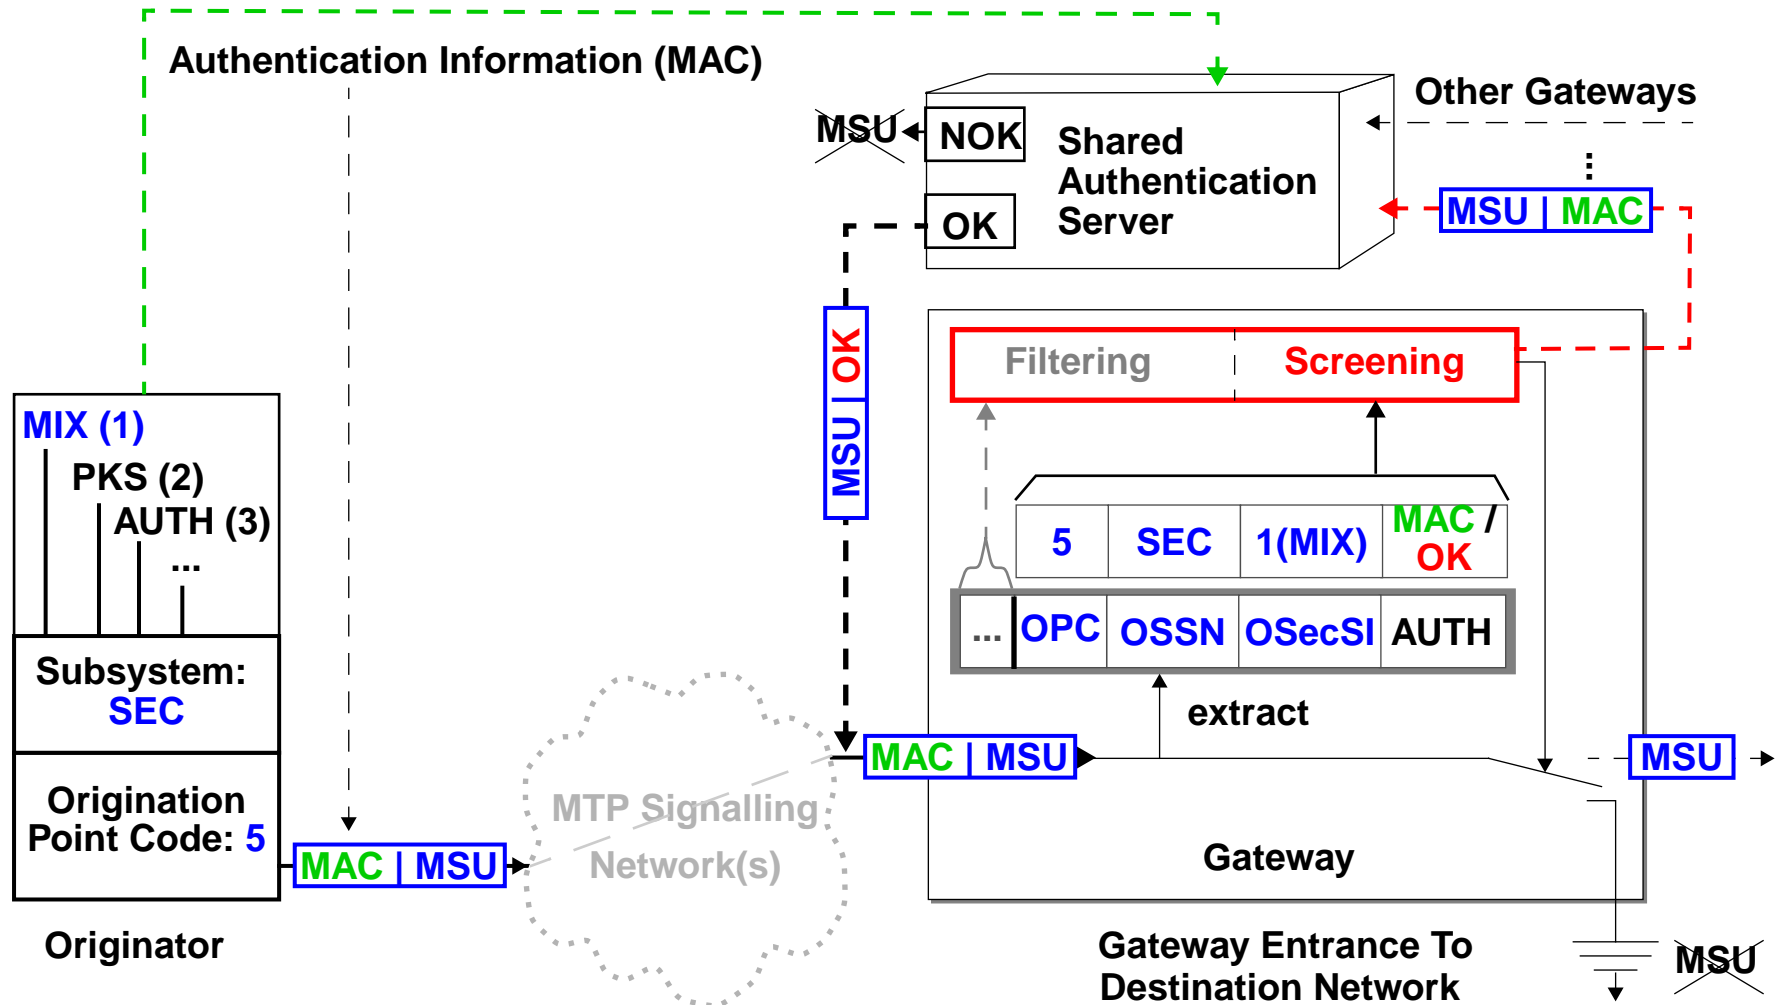 Authentication Information (MAC)
Other Gateways
...
MSU
NOK
OK
Shared
Authentication
Server
MSU | MAC
MSU | OK
Filtering
Screening
MIX (1)
PKS (2)
AUTH (3)
...
Subsystem:
SEC
Origination
Point Code: 5
Originator
MAC | MSU
MTP Signalling
Network(s)
MAC | MSU
5 SEC 1(MIX) MAC /
OK
... OPC OSSN OSecSI AUTH
extract
MSU
Gateway
Gateway Entrance To
Destination Network
MSU